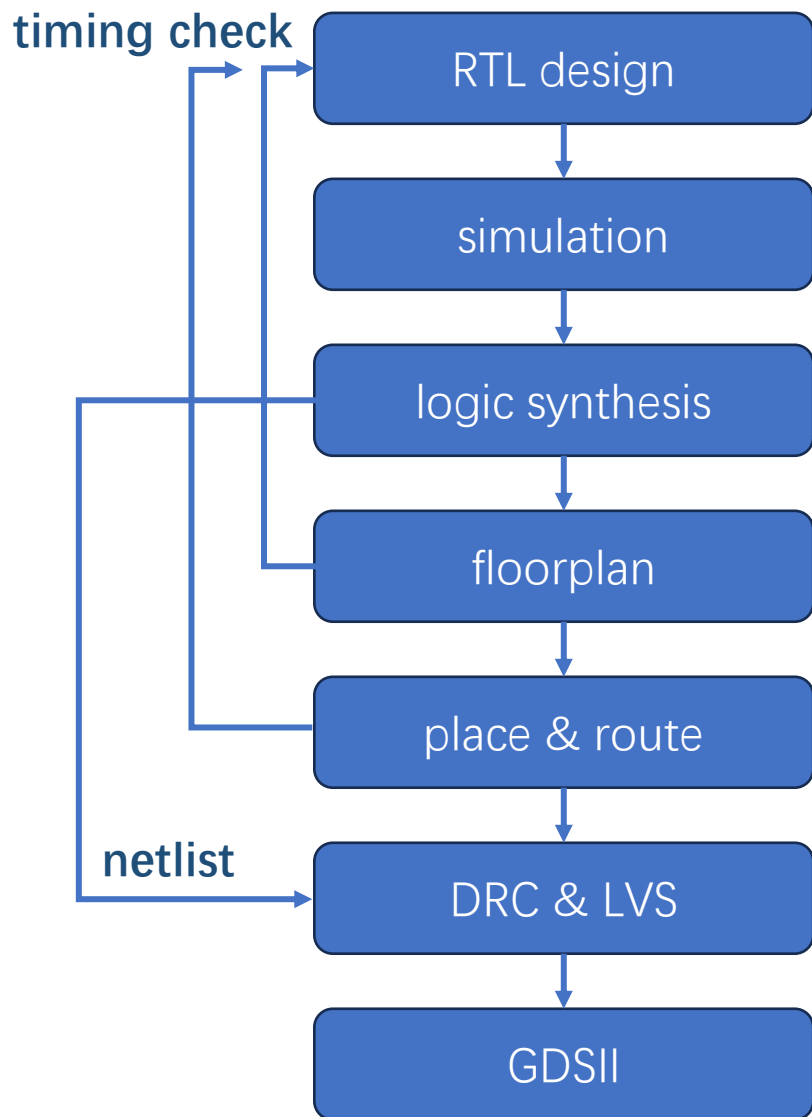 timing check
RTL design
simulation
logic synthesis
floorplan
place & route
netlist
DRC & LVS
GDSII